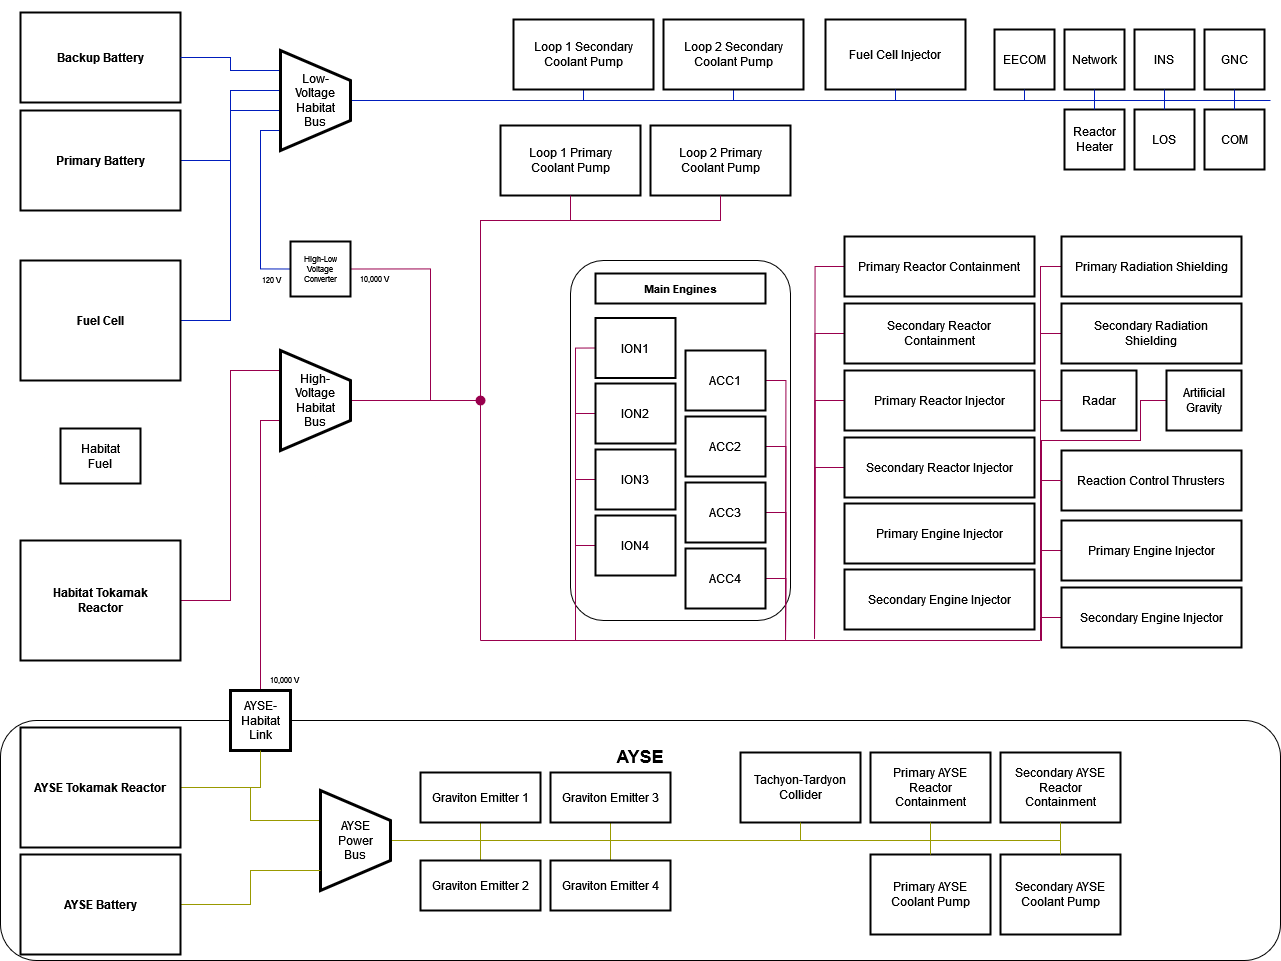 Backup Battery
Primary Battery
Fuel Cell
Habitat
Fuel
Habitat Tokamak
Reactor
Low-
Voltage
Habitat
Bus
High-Low
Voltage
Converter
120 V
10,000 V
High-
Voltage
Habitat
Bus
Loop 1 Secondary
Coolant Pump
Loop 2 Secondary
Coolant Pump
Fuel Cell Injector
EECOM
Network
INS
GNC
Reactor
Heater
LOS
COM
Loop 1 Primary
Coolant Pump
Loop 2 Primary
Coolant Pump
Main Engines
ION1
ION2
ION3
ION4
ACC1
ACC2
ACC3
ACC4
Primary Reactor Containment
Secondary Reactor
Containment
Primary Reactor Injector
Secondary Reactor Injector
Primary Engine Injector
Secondary Engine Injector
Primary Radiation Shielding
Secondary Radiation
Shielding
Radar
Artificial
Gravity
Reaction Control Thrusters
Primary Engine Injector
Secondary Engine Injector
10,000 V
AYSE-
Habitat
Link
AYSE Tokamak Reactor
AYSE Battery
AYSE
Power
Bus
AYSE
Graviton Emitter 1
Graviton Emitter 3
Graviton Emitter 2
Graviton Emitter 4
Tachyon-Tardyon
Collider
Primary AYSE
Reactor
Containment
Secondary AYSE
Reactor
Containment
Primary AYSE
Coolant Pump
Secondary AYSE
Coolant Pump